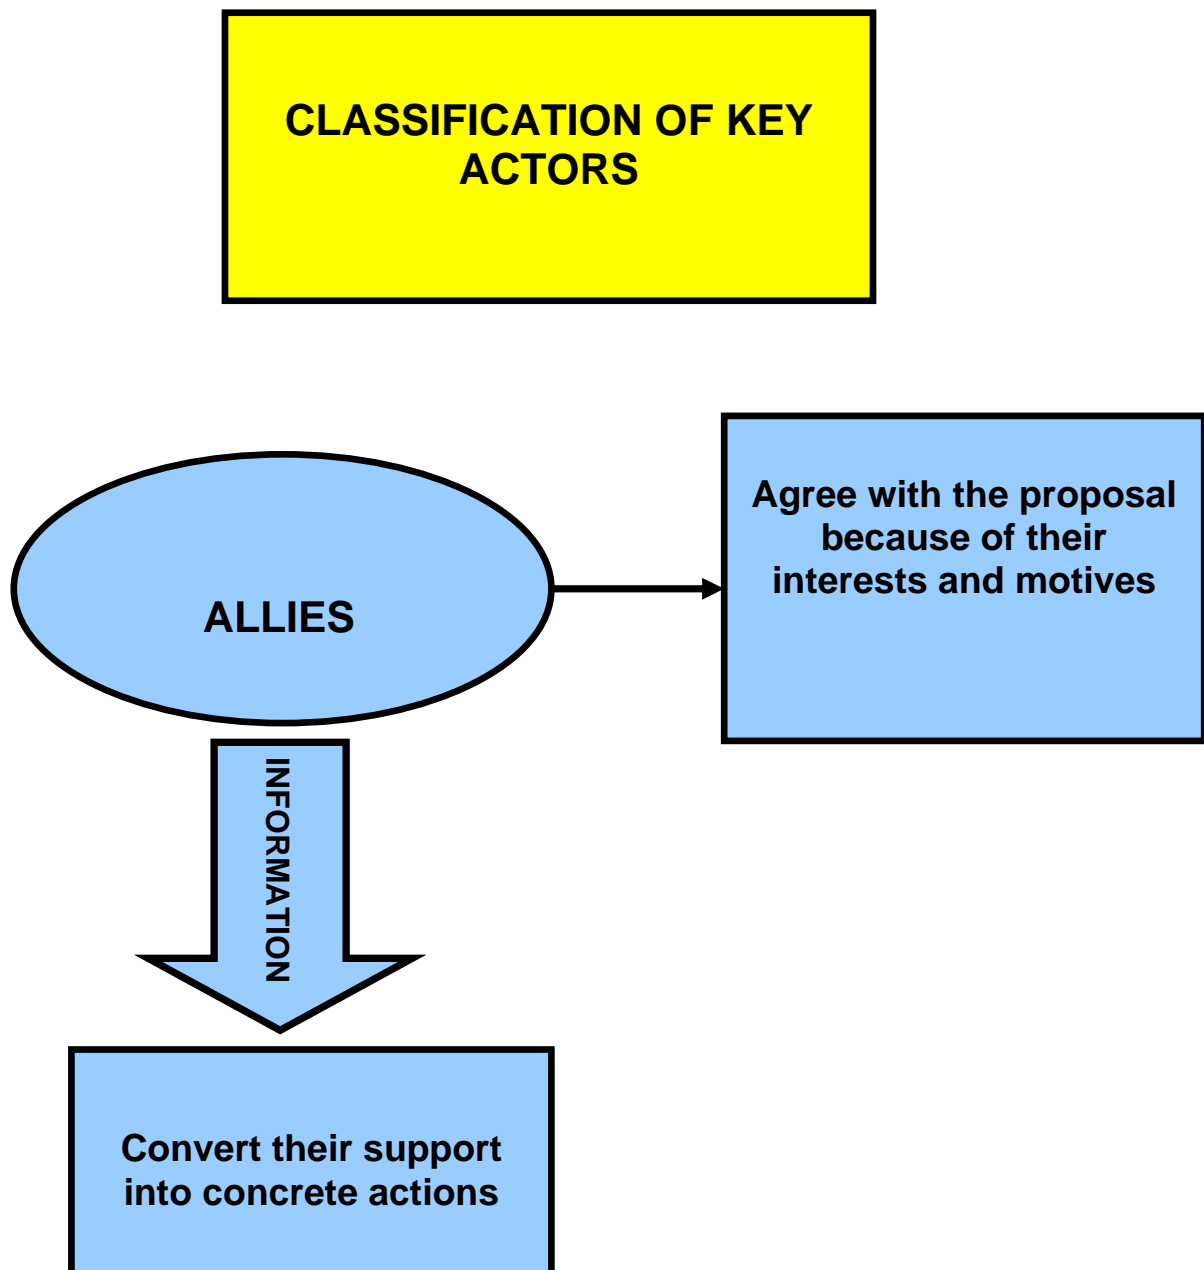 CLASSIFICATION OF KEY
ACTORS
Agree with the proposal
because of their
interests and motives
ALLIES
INFORMATION
Convert their support
into concrete actions